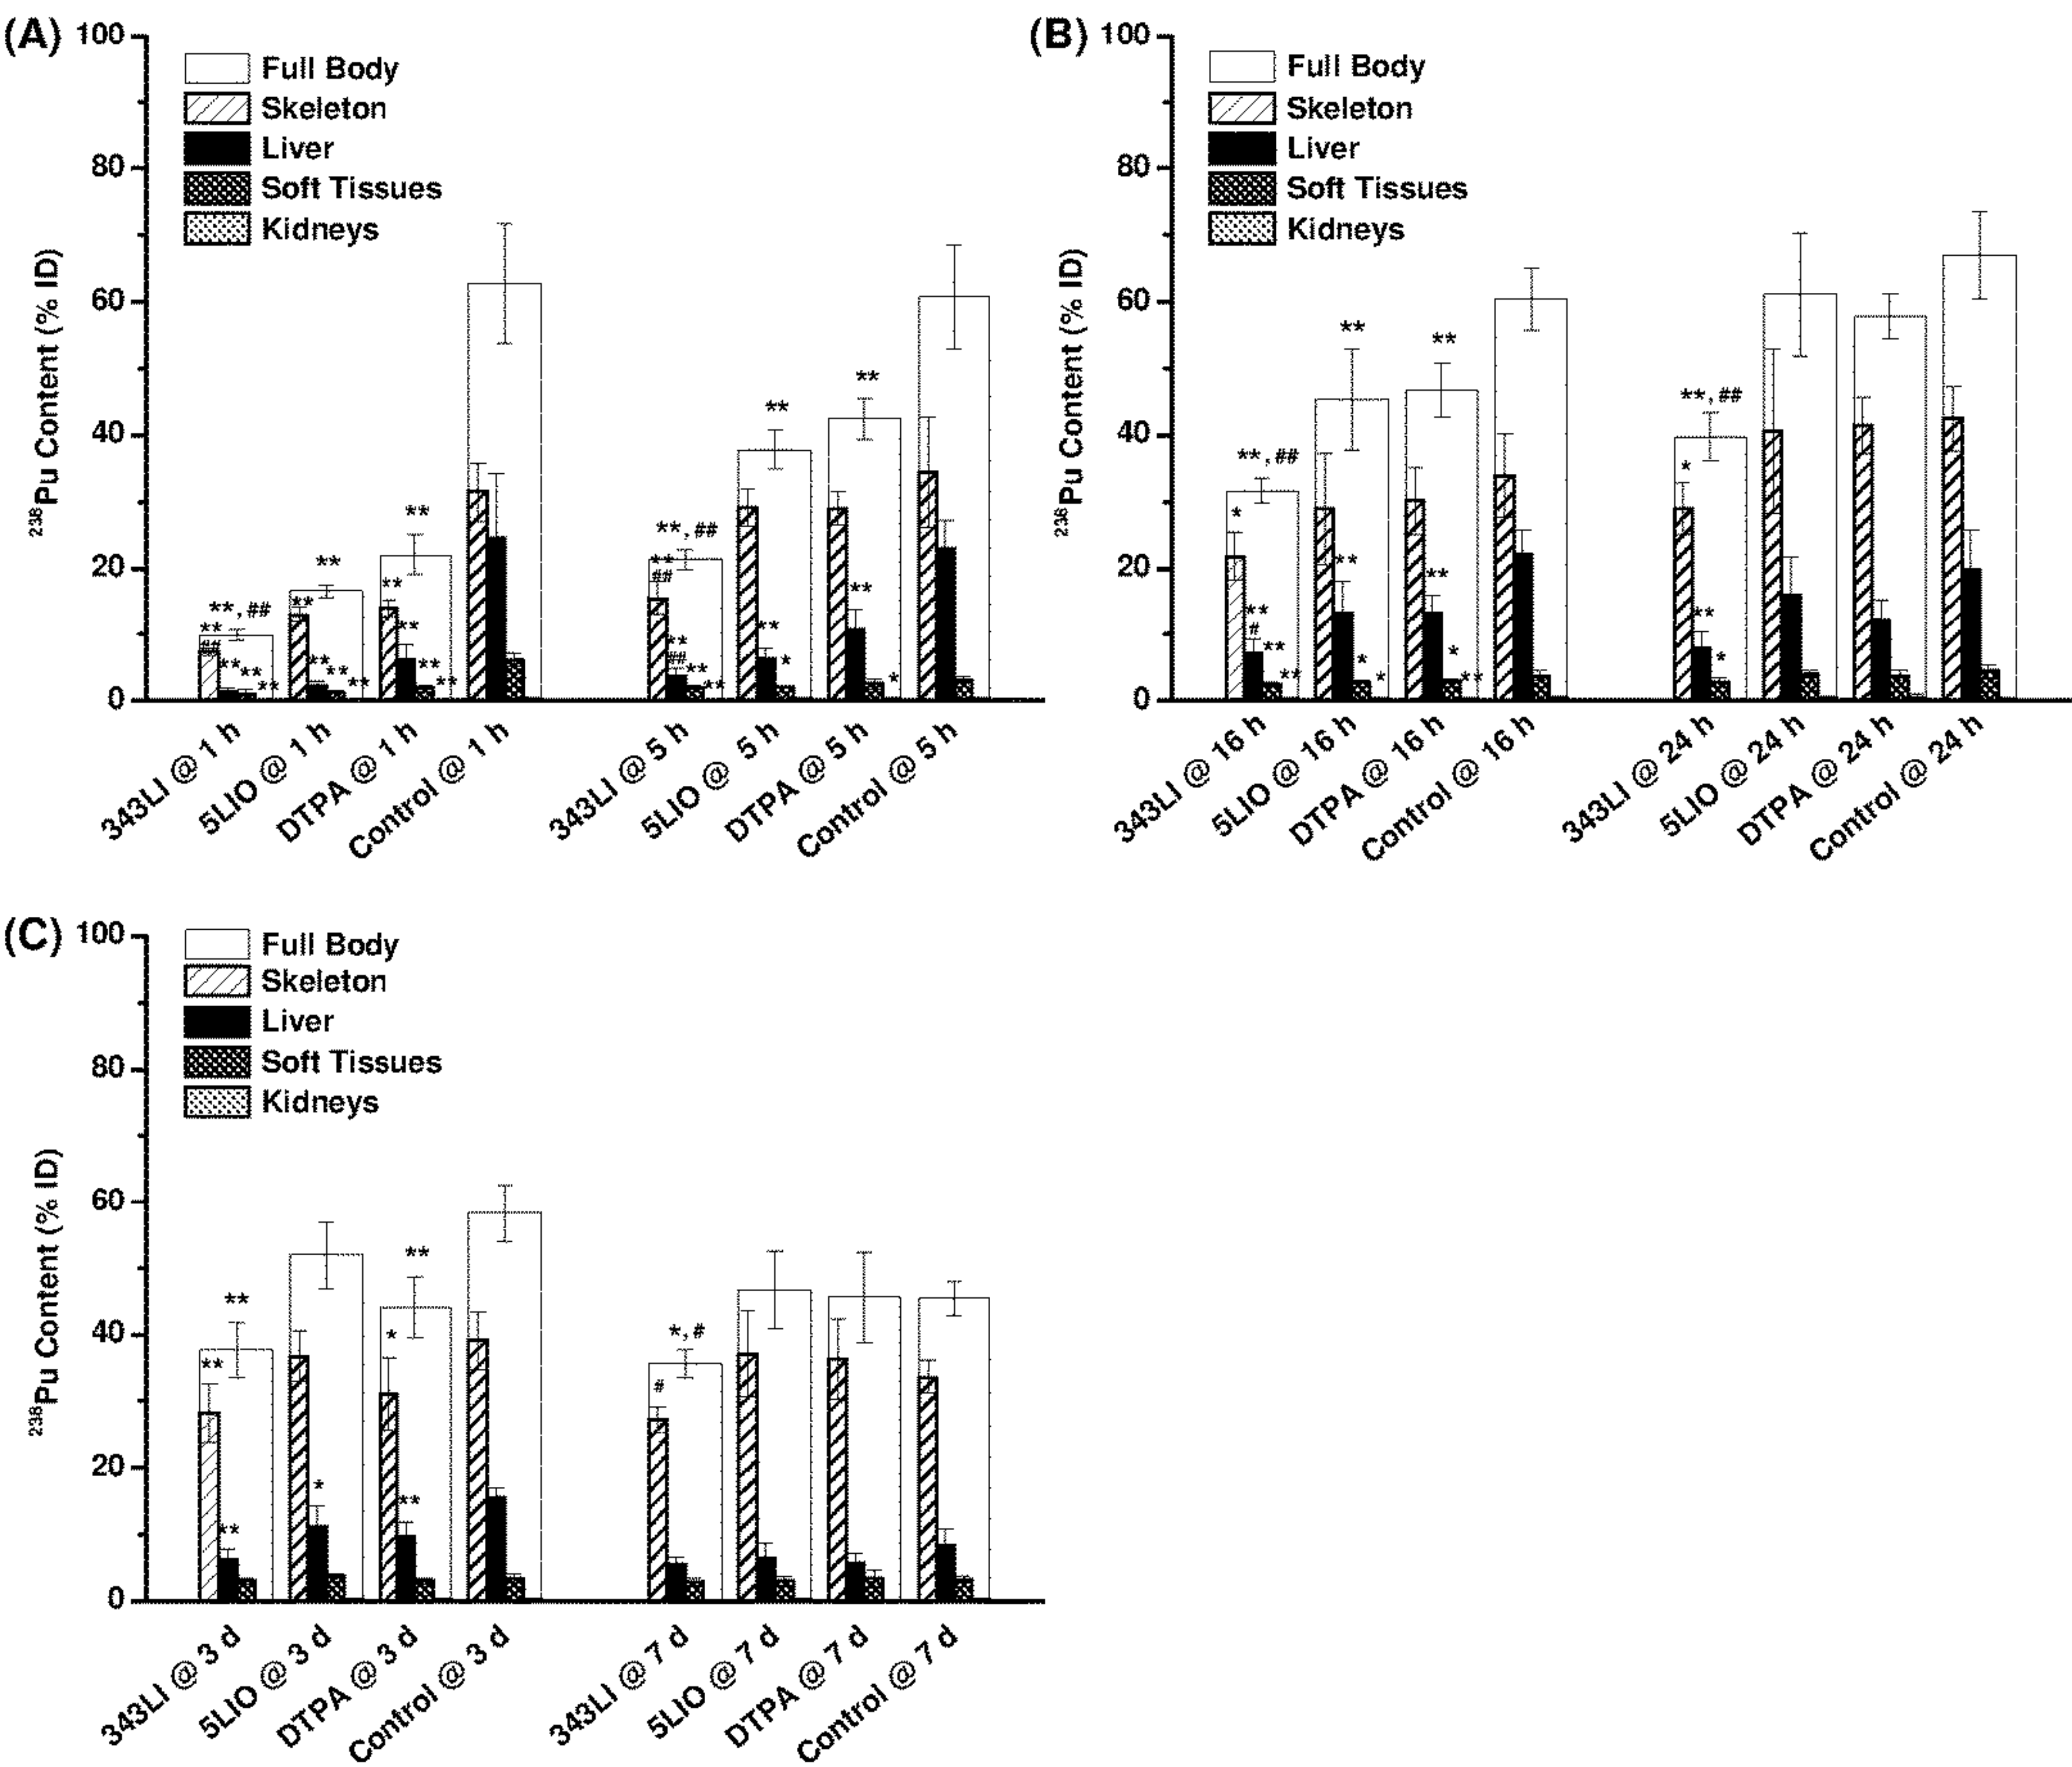 (A)
100
80
60
40
20
0
²³⁸Pu Content (% ID)
Full Body
Skeleton
Liver
Soft Tissues
Kidneys
**,##
**
##
**
**
**
**
**
**
**
**
**
**
**
**
**
**,##
**
##
**
##
**
**
**
**
*
**
**
*
343LI @ 1 h
5LIO @ 1 h
DTPA @ 1 h
Control @ 1 h
343LI @ 5 h
5LIO @ 5 h
DTPA @ 5 h
Control @ 5 h
(B)
100
80
60
40
20
0
²³⁸Pu Content (% ID)
Full Body
Skeleton
Liver
Soft Tissues
Kidneys
**,##
*
**
#
**
**
**
**
*
*
**
**
*
**
**,##
*
**
*
343LI @ 16 h
5LIO @ 16 h
DTPA @ 16 h
Control @ 16 h
343LI @ 24 h
5LIO @ 24 h
DTPA @ 24 h
Control @ 24 h
(C)
100
80
60
40
20
0
²³⁸Pu Content (% ID)
Full Body
Skeleton
Liver
Soft Tissues
Kidneys
**
**
**
*
**
*
**
*,#
#
343LI @ 3 d
5LIO @ 3 d
DTPA @ 3 d
Control @ 3 d
343LI @ 7 d
5LIO @ 7 d
DTPA @ 7 d
Control @ 7 d